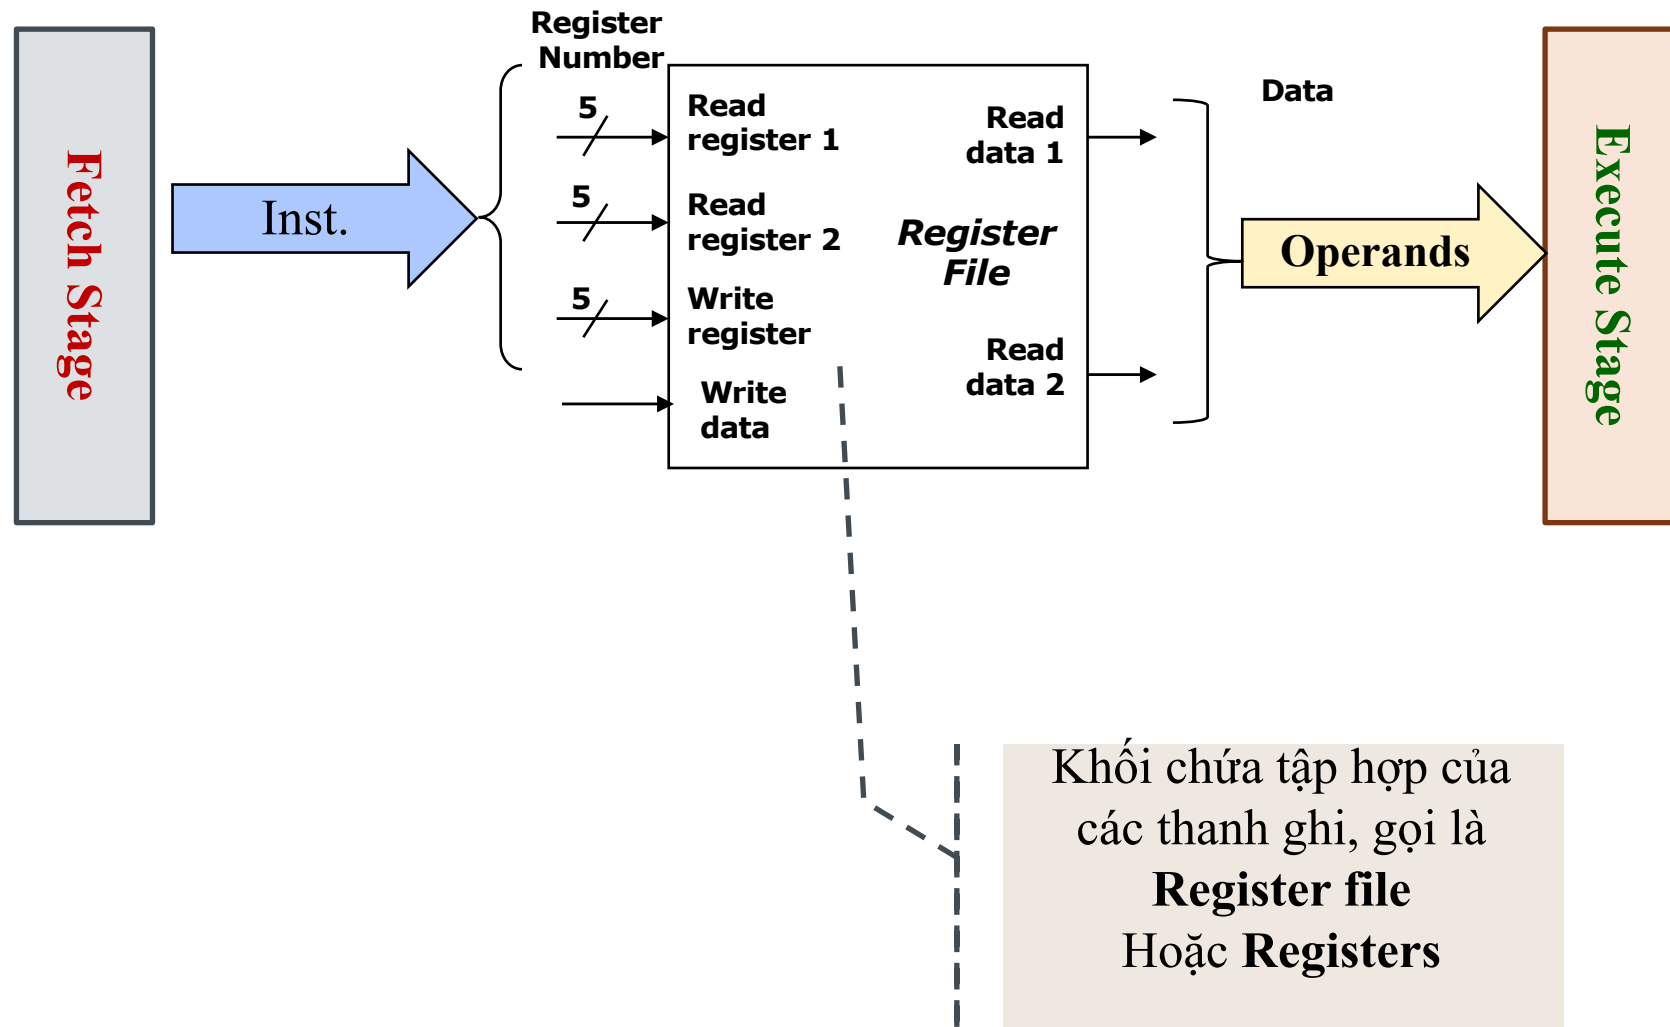 Fetch Stage
Inst.
Register
Number
5
Read
register 1
5
Read
register 2
5
Write
register
Write
data
Register
File
Read
data 1
Read
data 2
Data
Operands
Execute Stage
Khối chứa tập hợp của
các thanh ghi, gọi là
Register file
Hoặc Registers